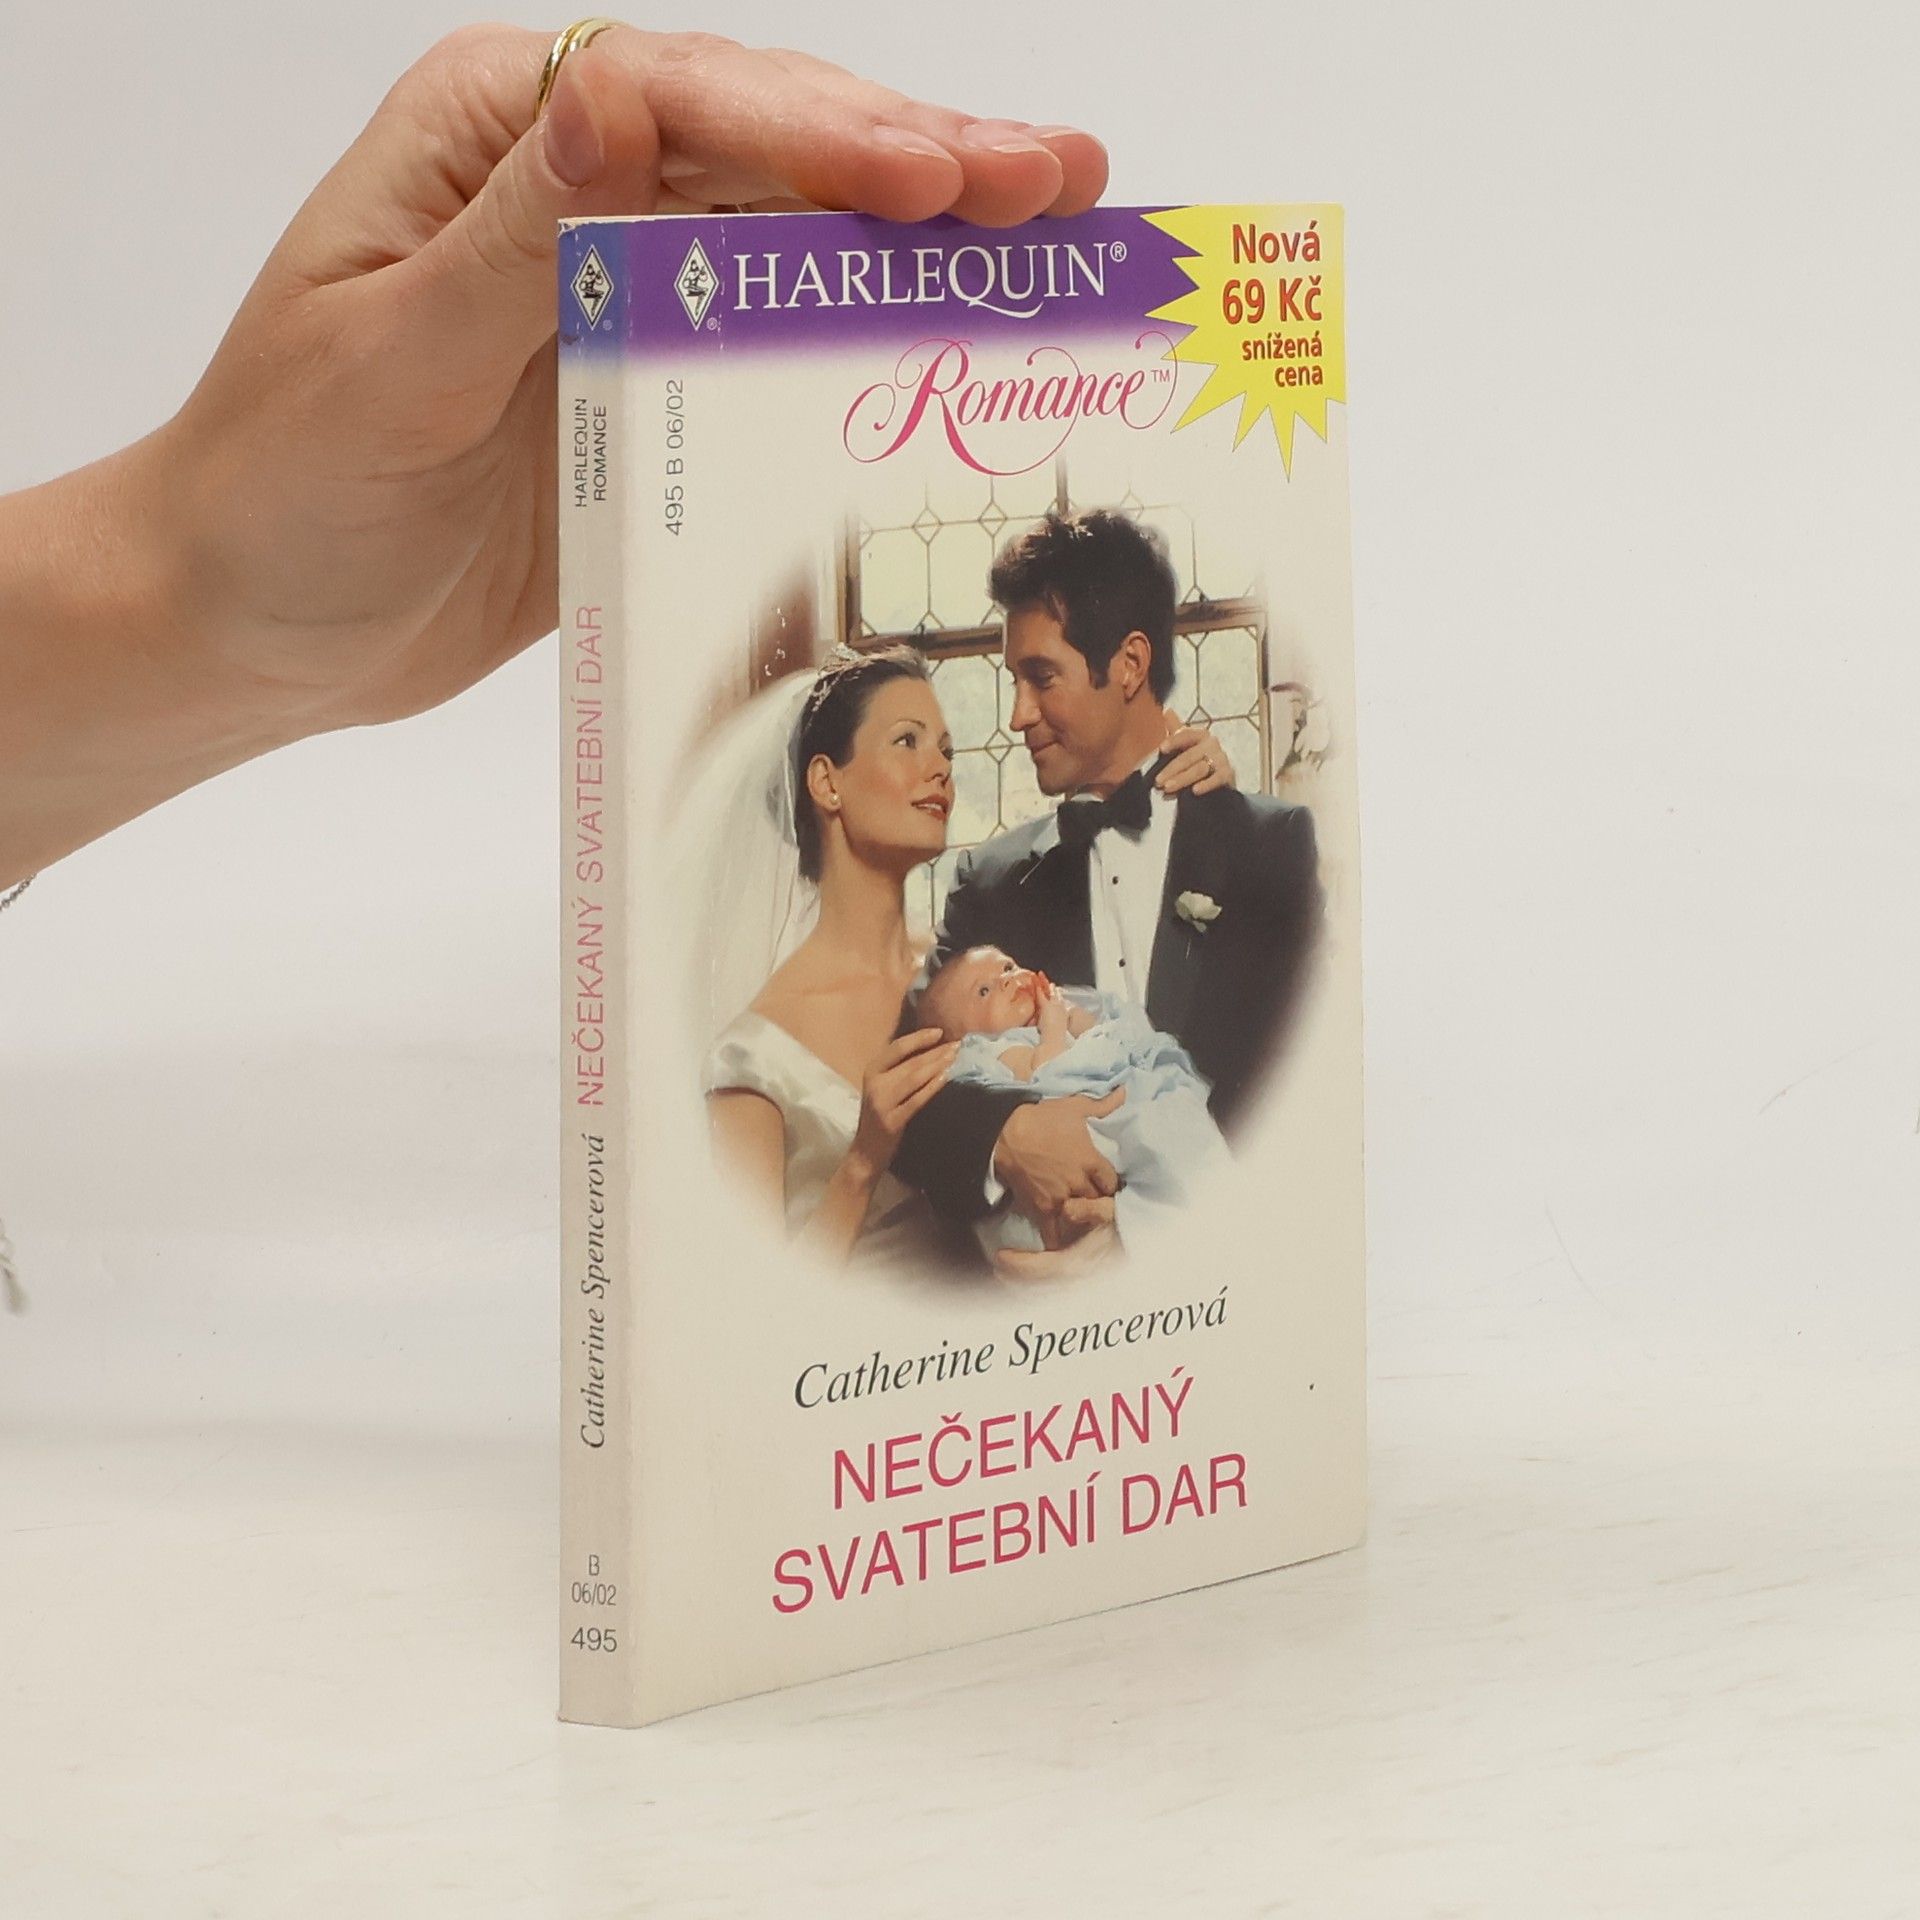 HARLEQUIN®
Romance™
Nová
69 Kč
snížená
cena
495 B 06/02
Catherine Spencerová
NEČEKANÝ
SVATEBNÍ DAR
HARLEQUIN
ROMANCE
NEČEKANÝ SVATEBNÍ DAR
Catherine Spencerová
B
06/02
495